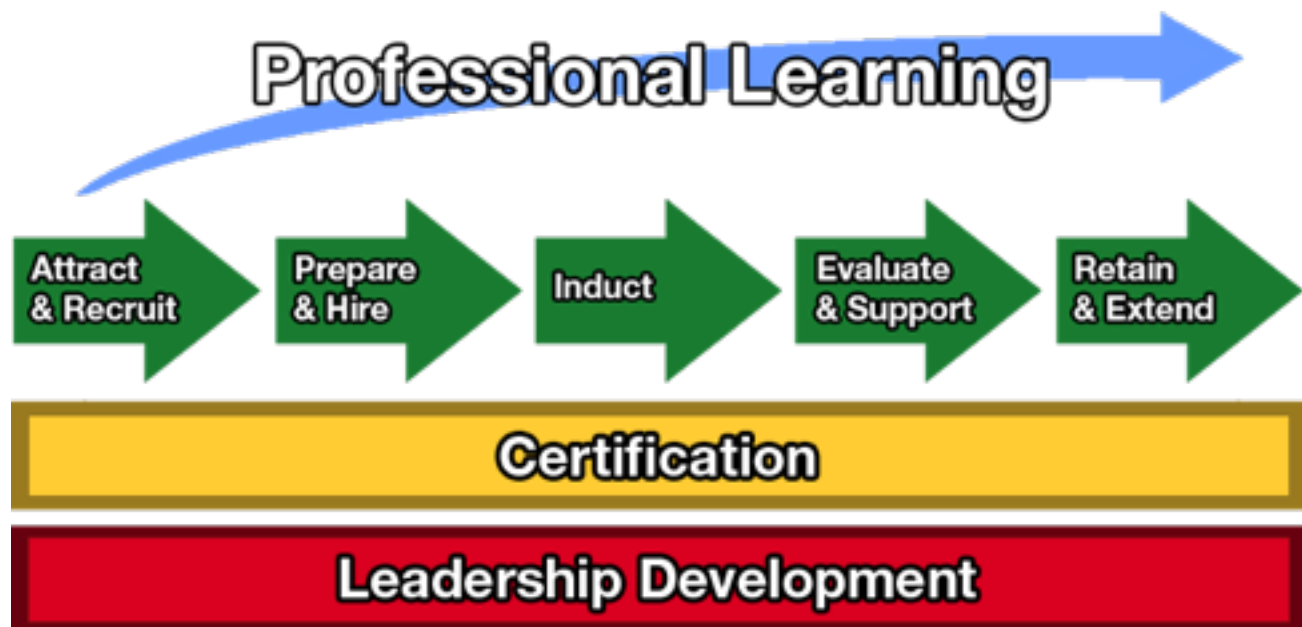 Professional Learning
Attract
& Recruit
Prepare
& Hire
Induct
Evaluate
& Support
Retain
& Extend
Certification
Leadership Development